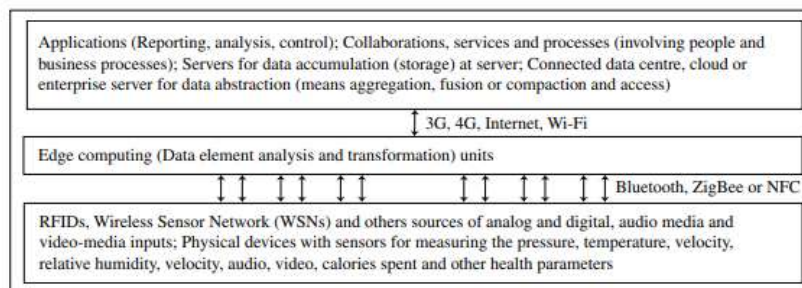 Applications (Reporting, analysis, control); Collaborations, services and processes (involving people and
business processes); Servers for data accumulation (storage) at server; Connected data centre, cloud or
enterprise server for data abstraction (means aggregation, fusion or compaction and access)
3G, 4G, Internet, Wi-Fi
Edge computing (Data element analysis and transformation) units
Bluetooth, ZigBee or NFC
RFIDs, Wireless Sensor Network (WSNs) and others sources of analog and digital, audio media and
video-media inputs; Physical devices with sensors for measuring the pressure, temperature, velocity,
relative humidity, velocity, audio, video, calories spent and other health parameters